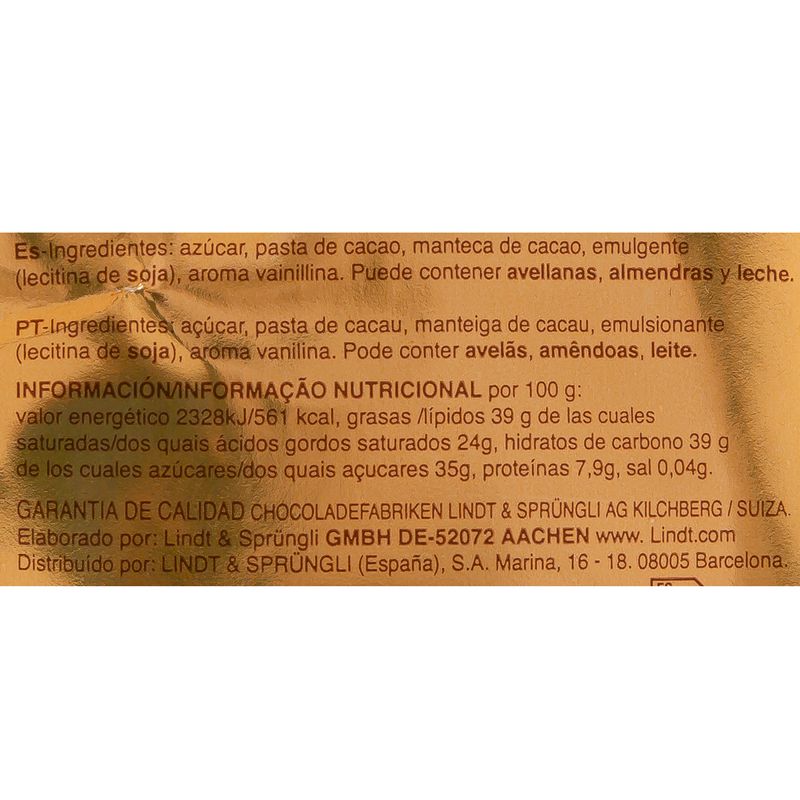 Es-Ingredientes: azúcar, pasta de cacao, manteca de cacao, emulgente
(lecitina de soja), aroma vainillina. Puede contener avellanas, almendras y leche.
PT-Ingredientes: açúcar, pasta de cacau, manteiga de cacau, emulsionante
(lecitina de soja), aroma vanilina. Pode conter avelãs, amêndoas, leite.
INFORMACIÓN/INFORMAÇÃO NUTRICIONAL por 100 g:
valor energético 2328kJ/561 kcal, grasas /lípidos 39 g de las cuales
saturadas/dos quais ácidos gordos saturados 24g, hidratos de carbono 39 g
de los cuales azúcares/dos quais açucares 35g, proteínas 7,9g, sal 0,04g.
GARANTIA DE CALIDAD CHOCOLADEFABRIKEN LINDT & SPRÜNGLI AG KILCHBERG / SUIZA.
Elaborado por: Lindt & Sprüngli GMBH DE-52072 AACHEN www. Lindt.com
Distribuído por: LINDT & SPRÜNGLI (España), S.A. Marina, 16 - 18. 08005 Barcelona.